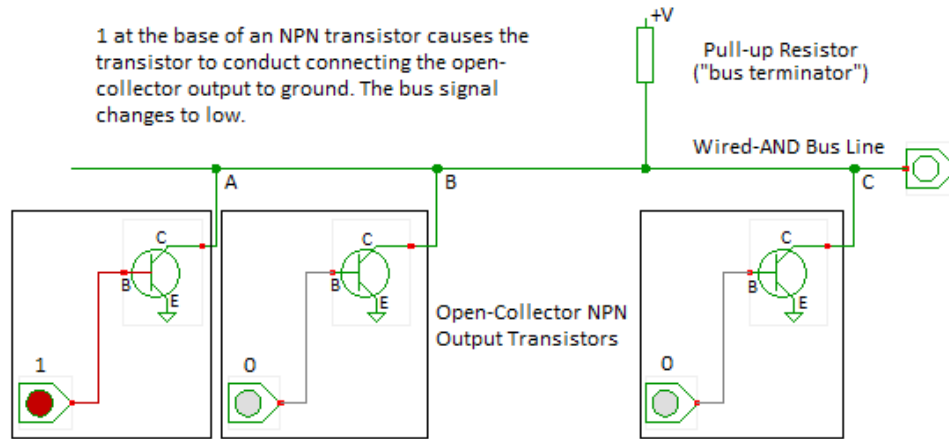 1 at the base of an NPN transistor causes the
transistor to conduct connecting the open-
collector output to ground. The bus signal
changes to low.
+V
Pull-up Resistor
("bus terminator")
Wired-AND Bus Line
A
B
C
C
B
E
1
C
B
E
0
Open-Collector NPN
Output Transistors
C
B
E
0